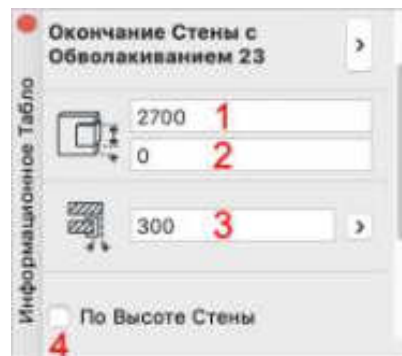 Окончание Стены с
Обволакиванием 23
Информационное Табло
2700 1
0 2
300 3
По Высоте Стены
4